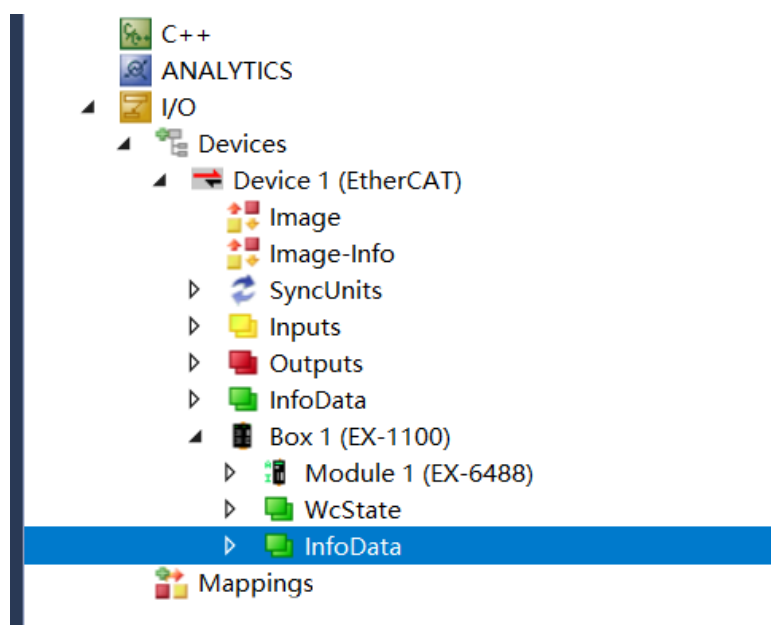 C++
ANALYTICS
I/O
Devices
Device 1 (EtherCAT)
Image
Image-Info
SyncUnits
Inputs
Outputs
InfoData
Box 1 (EX-1100)
Module 1 (EX-6488)
WcState
InfoData
Mappings